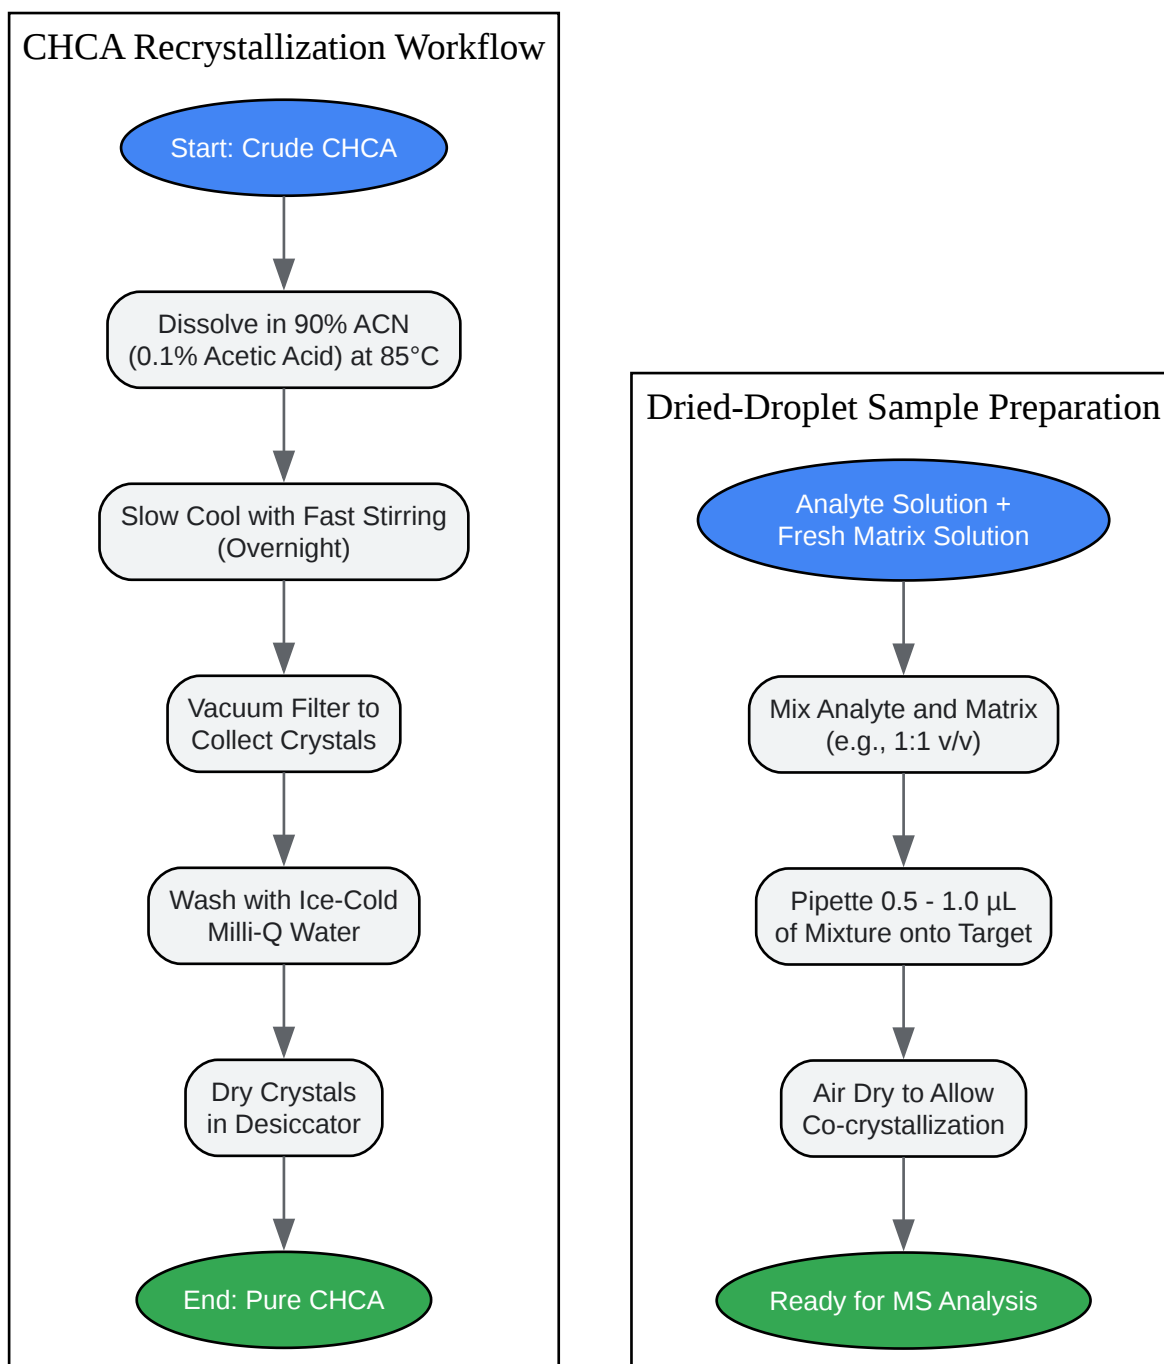 CHCA Recrystallization Workflow
Start: Crude CHCA
Dissolve in 90% ACN
(0.1% Acetic Acid) at 85°C
Slow Cool with Fast Stirring
(Overnight)
Vacuum Filter to
Collect Crystals
Wash with Ice-Cold
Milli-Q Water
Dry Crystals
in Desiccator
End: Pure CHCA
Dried-Droplet Sample Preparation
Analyte Solution +
Fresh Matrix Solution
Mix Analyte and Matrix
(e.g., 1:1 v/v)
Pipette 0.5 - 1.0 µL
of Mixture onto Target
Air Dry to Allow
Co-crystallization
Ready for MS Analysis